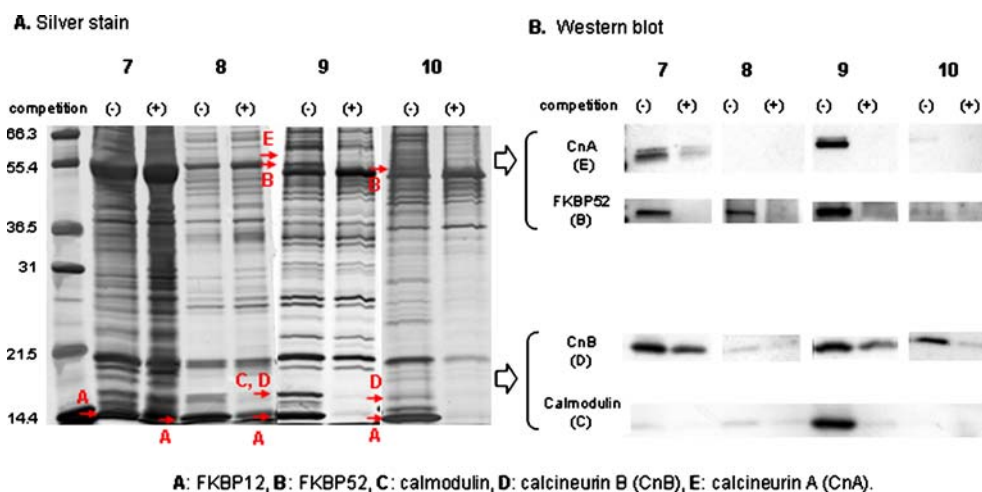 A. Silver stain
7 8 9 10
competition (-) (+) (-) (+) (-) (+) (-) (+)
66.3
55.4
36.5
31
21.5
14.4
E
B
B
C, D
D
A
A
A
A
B. Western blot
7 8 9 10
competition (-) (+) (-) (+) (-) (+) (-) (+)
CnA
(E)
FKBP52
(B)
CnB
(D)
Calmodulin
(C)
A: FKBP12, B: FKBP52, C: calmodulin, D: calcineurin B (CnB), E: calcineurin A (CnA).